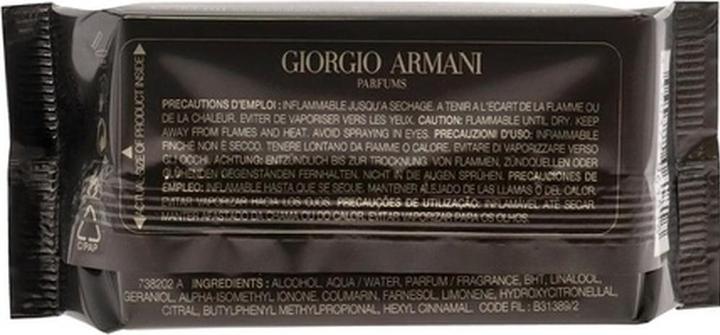 GIORGIO ARMANI
PARFUMS
PRECAUTIONS D'EMPLOI : INFLAMMABLE JUSQU'A SECHAGE. A TENIR A L'ECART DE LA FLAMME OU
DE LA CHALEUR. EVITER DE VAPORISER VERS LES YEUX. CAUTION: FLAMMABLE UNTIL DRY. KEEP
AWAY FROM FLAMES AND HEAT. AVOID SPRAYING IN EYES. PRECAUZIONI D'USO: INFIAMMABILE
FINCHÉ NON È SECCO. TENERE LONTANO DA FIAMME O CALORE. EVITARE DI VAPORIZZARE VERSO
GLI OCCHI. ACHTUNG: ENTZÜNDLICH BIS ZUR TROCKNUNG. VON FLAMMEN, ZÜNDQUELLEN ODER
GLÜHENDEN GEGENSTÄNDEN FERNHALTEN, NICHT IN DIE AUGEN SPRÜHEN. PRECAUCIONES DE
EMPLEO: INFLAMABLE HASTA QUE SE SEQUE. MANTENER ALEJADO DE LAS LLAMAS O DEL CALOR.
EVITAR VAPORIZAR HACIA LOS OJOS. PRECAUÇÕES DE UTILIZAÇÃO: INFLAMÁVEL ATÉ SECAR.
MANTER AFASTADO DA CHAMA OU DO CALOR. EVITAR VAPORIZAR PARA OS OLHOS.
ACTUAL SIZE OF PRODUCT INSIDE
C/PAP
738202 A INGREDIENTS : ALCOHOL, AQUA / WATER, PARFUM / FRAGRANCE, BHT, LINALOOL,
GERANIOL, ALPHA-ISOMETHYL IONONE, COUMARIN, FARNESOL, LIMONENE, HYDROXYCITRONELLAL,
CITRAL, BUTYLPHENYL METHYLPROPIONAL, HEXYL CINNAMAL. CODE FIL : B31389/2